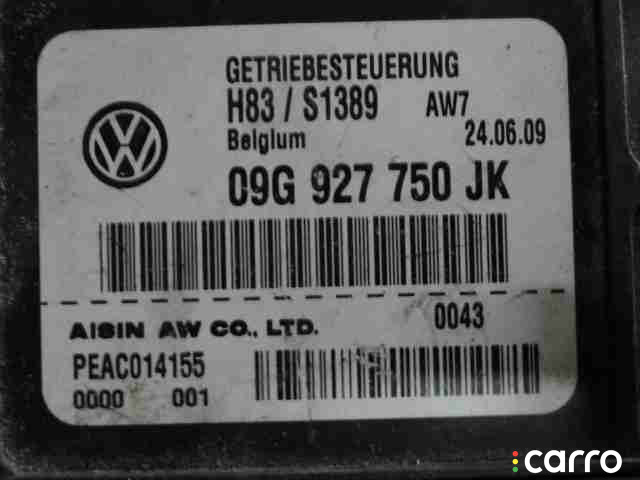 GETRIEBESTEUERUNG
H83 / S1389 AW7
Belgium 24.06.09
09G 927 750 JK
AISIN AW CO., LTD. 0043
PEAC014155
0000 001
carro